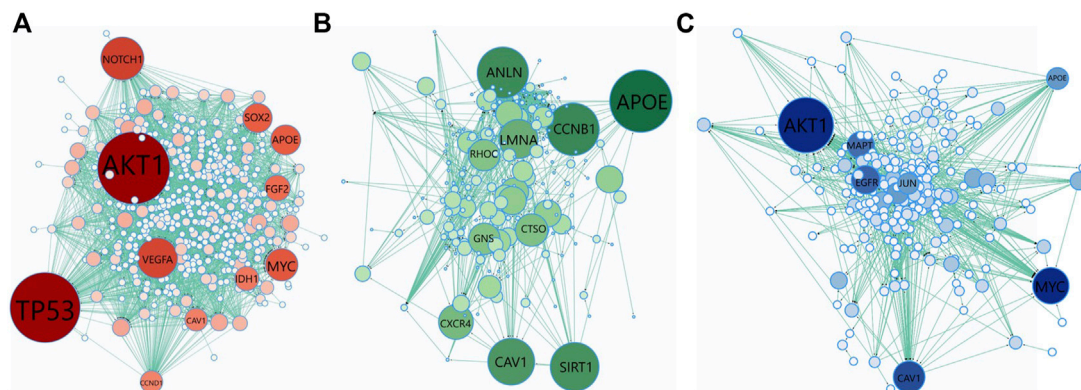 A
NOTCH1
SOX2
APOE
AKT1
FGF2
VEGFA
MYC
IDH1
TP53
CAV1
CCND1
B
ANLN
APOE
CCNB1
LMNA
RHOC
CTSO
GNS
CXCR4
CAV1
SIRT1
C
APOE
AKT1
MAPT
EGFR
JUN
MYC
CAV1